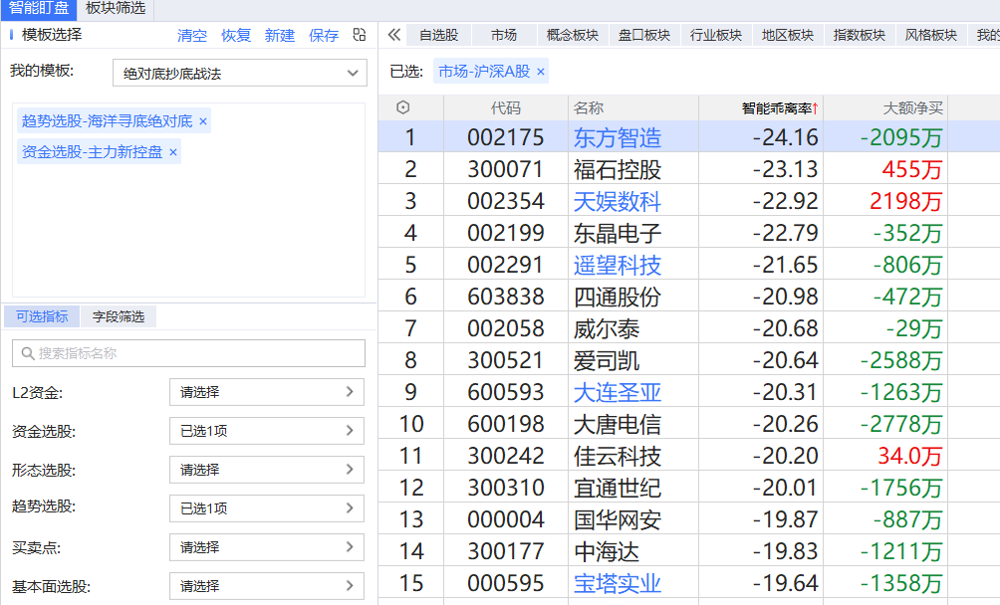 智能盯盘 板块筛选
模板选择 清空 恢复 新建 保存
我的模板: 绝对底抄底战法
趋势选股-海洋寻底绝对底 ×
资金选股-主力新控盘 ×
可选指标 字段筛选
搜索指标名称
L2资金: 请选择
资金选股: 已选1项
形态选股: 请选择
趋势选股: 已选1项
买卖点: 请选择
基本面选股: 请选择
自选股 市场 概念板块 盘口板块 行业板块 地区板块 指数板块 风格板块 我的
已选: 市场-沪深A股 ×
代码 名称 智能乖离率↑ 大额净买
1 002175 东方智造 -24.16 -2095万
2 300071 福石控股 -23.13 455万
3 002354 天娱数科 -22.92 2198万
4 002199 东晶电子 -22.79 -352万
5 002291 遥望科技 -21.65 -806万
6 603838 四通股份 -20.98 -472万
7 002058 威尔泰 -20.68 -29万
8 300521 爱司凯 -20.64 -2588万
9 600593 大连圣亚 -20.31 -1263万
10 600198 大唐电信 -20.26 -2778万
11 300242 佳云科技 -20.20 34.0万
12 300310 宜通世纪 -20.01 -1756万
13 000004 国华网安 -19.87 -887万
14 300177 中海达 -19.83 -1211万
15 000595 宝塔实业 -19.64 -1358万